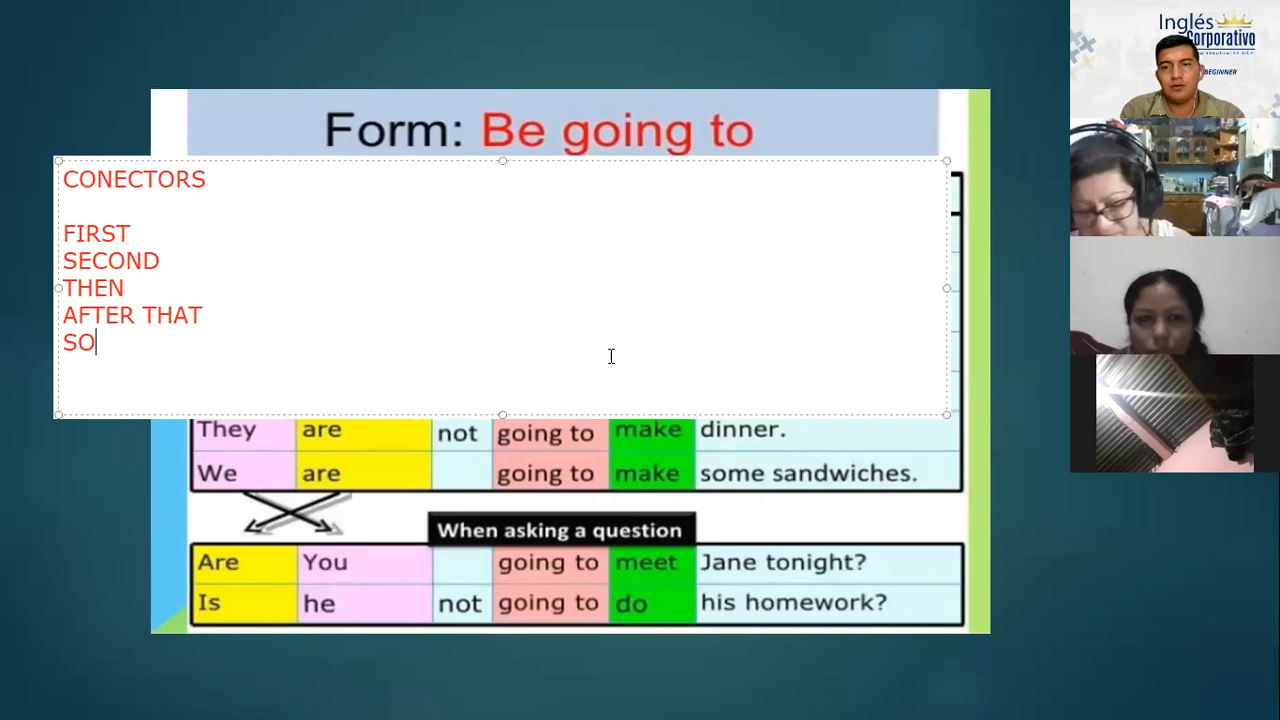 Form: Be going to
CONECTORS
FIRST
SECOND
THEN
AFTER THAT
SO
They are not going to make dinner.
We are going to make some sandwiches.
When asking a question
Are You going to meet Jane tonight?
Is he not going to do his homework?
Inglés
Corporativo
BEGINNER